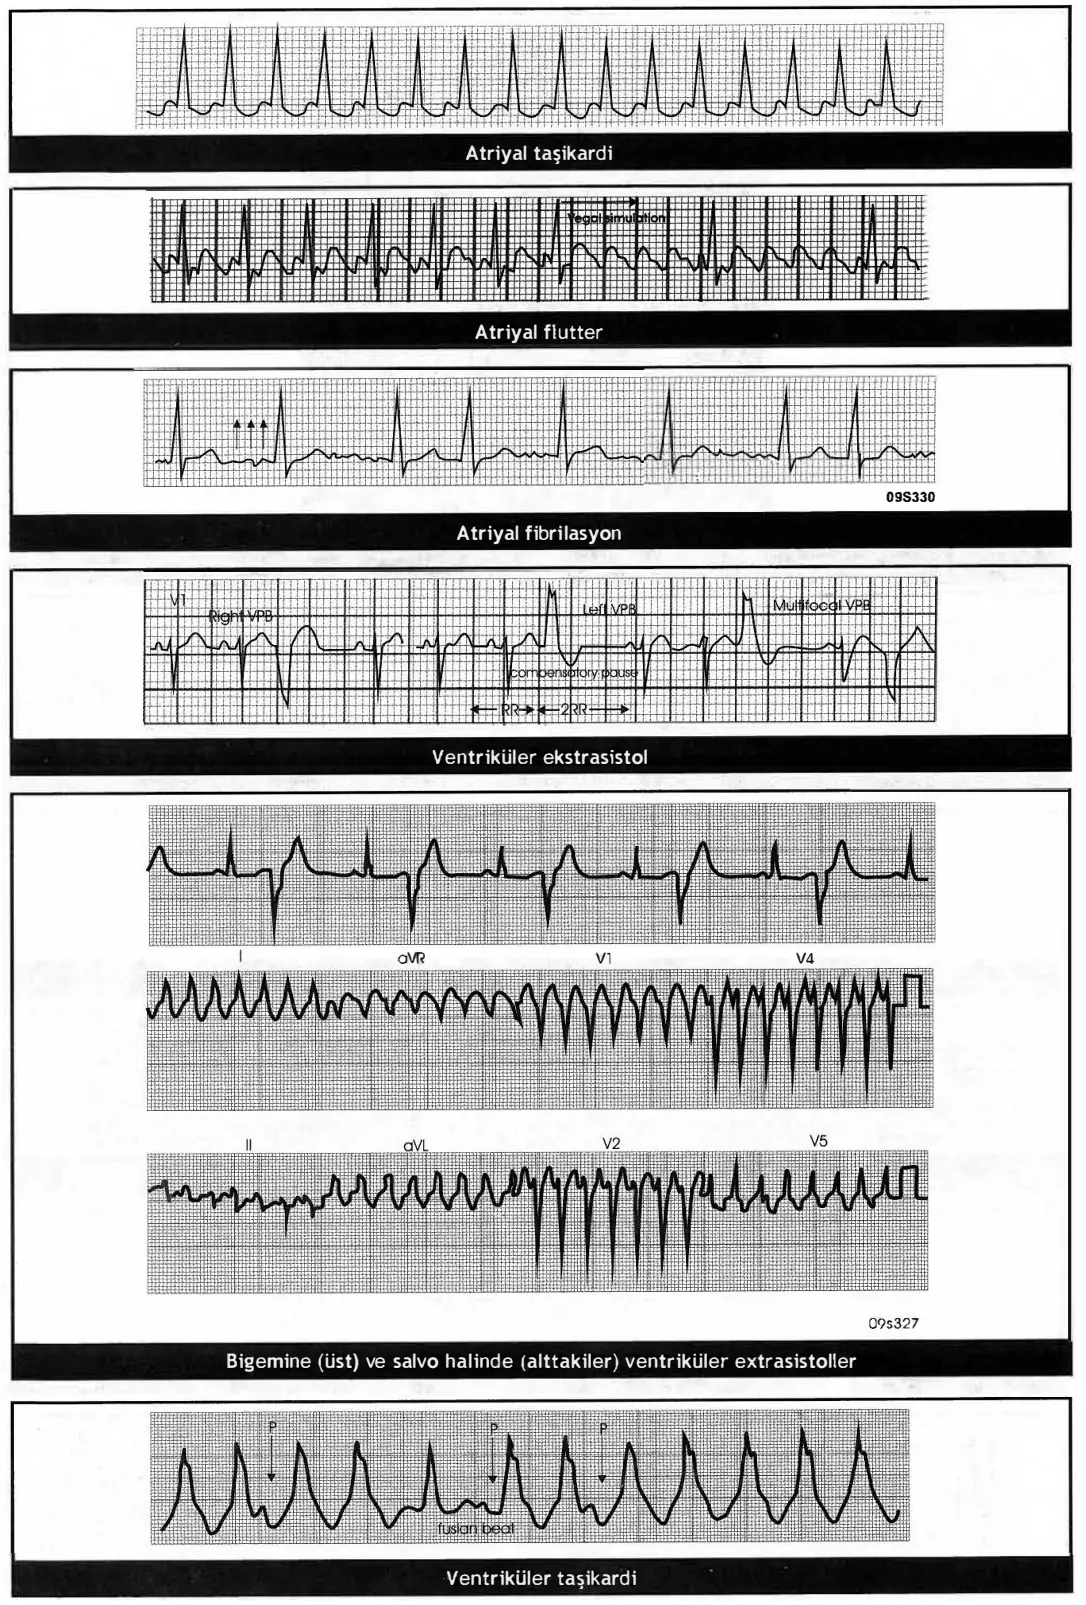 Atriyal taşikardi
Vegal simulation
Atriyal flutter
09S330
Atriyal fibrilasyon
V1
Right VPB
Left VPB
Multifocal VPB
compensatory pause
RR
2RR
Ventriküler ekstrasistol
I
aVR
V1
V4
II
aVL
V2
V5
09s327
Bigemine (üst) ve salvo halinde (alttakiler) ventriküler extrasistoller
P
P
P
fusian beat
Ventriküler taşikardi